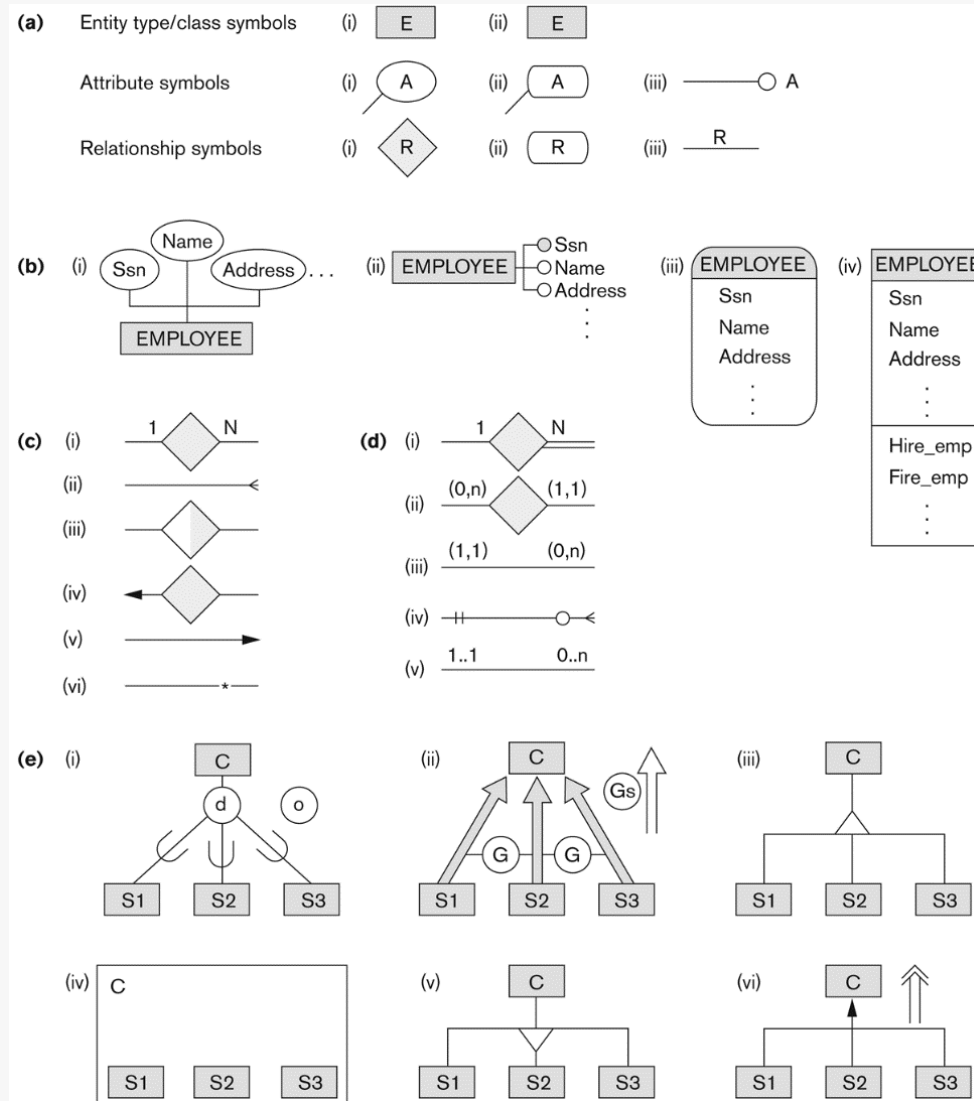 (a) Entity type/class symbols (i) E (ii) E
Attribute symbols (i) A (ii) A (iii) A
Relationship symbols (i) R (ii) R (iii) R
(b) (i) Ssn Name Address ...
EMPLOYEE
(ii) EMPLOYEE Ssn
Name
Address
(iii) EMPLOYEE
Ssn
Name
Address
(iv) EMPLOYEE
Ssn
Name
Address
Hire_emp
Fire_emp
(c) (i) 1 N
(ii)
(iii)
(iv)
(v)
(vi) *
(d) (i) 1 N
(ii) (0,n) (1,1)
(iii) (1,1) (0,n)
(iv)
(v) 1..1 0..n
(e) (i) C
d o
S1 S2 S3
(ii) C
Gs
G G
S1 S2 S3
(iii) C
S1 S2 S3
(iv) C
S1 S2 S3
(v) C
S1 S2 S3
(vi) C
S1 S2 S3